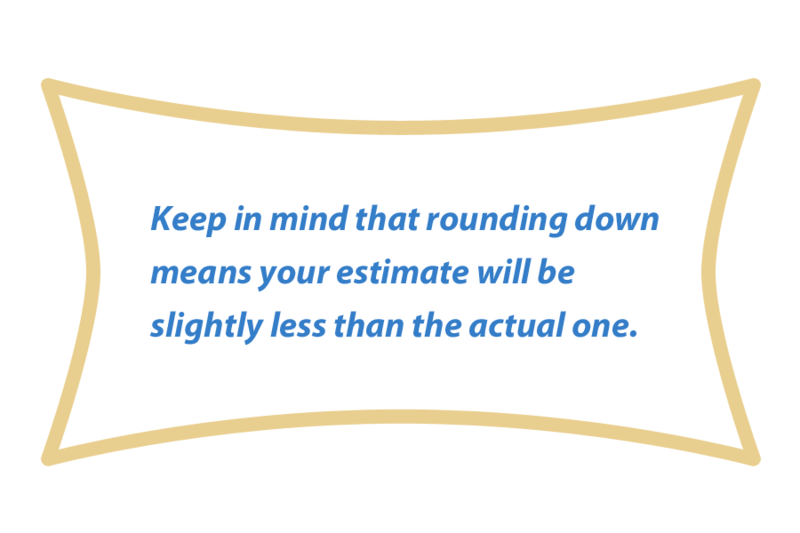 Keep in mind that rounding down
means your estimate will be
slightly less than the actual one.